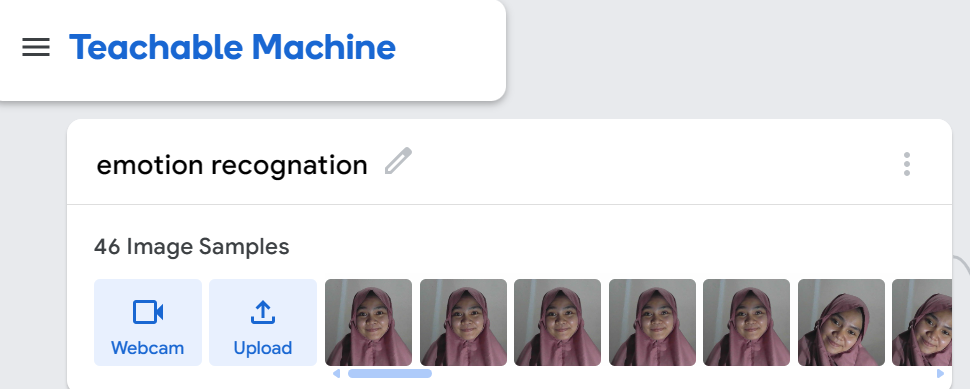 Teachable Machine
emotion recognation
46 Image Samples
Webcam
Upload